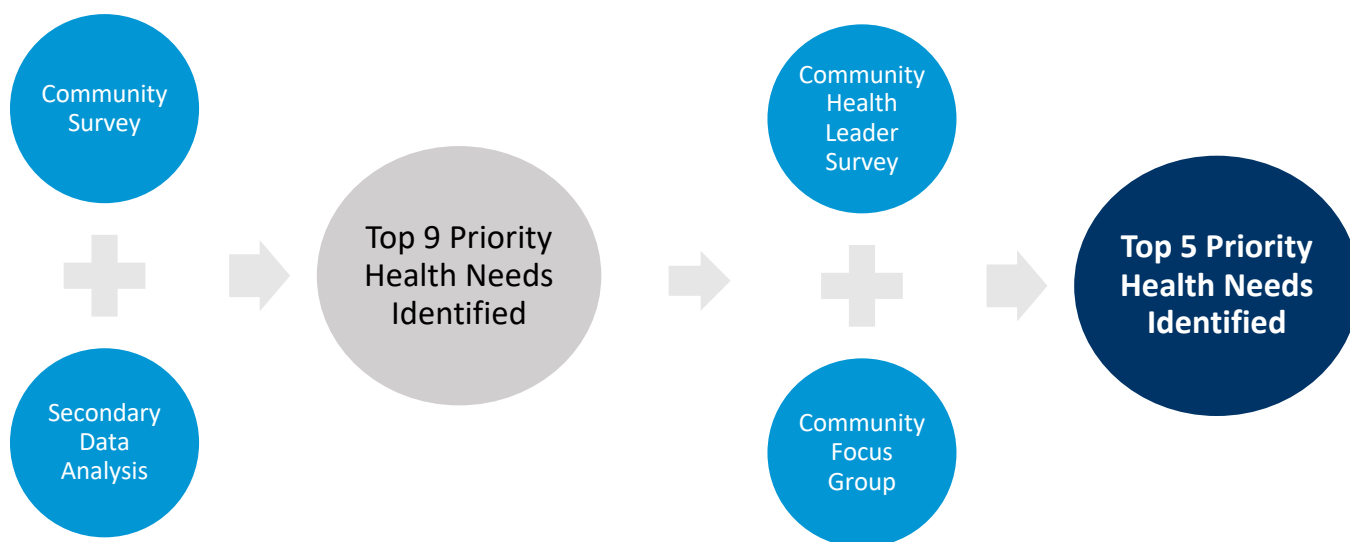 Community
Survey
Secondary
Data
Analysis
Top 9 Priority
Health Needs
Identified
Community
Health
Leader
Survey
Community
Focus
Group
Top 5 Priority
Health Needs
Identified